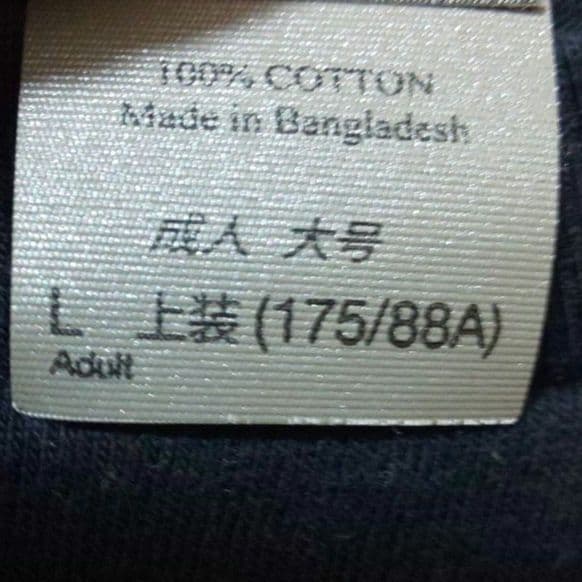 100% COTTON
Made in Bangladesh
成人 大号
L 上装 (175/88A)
Adult